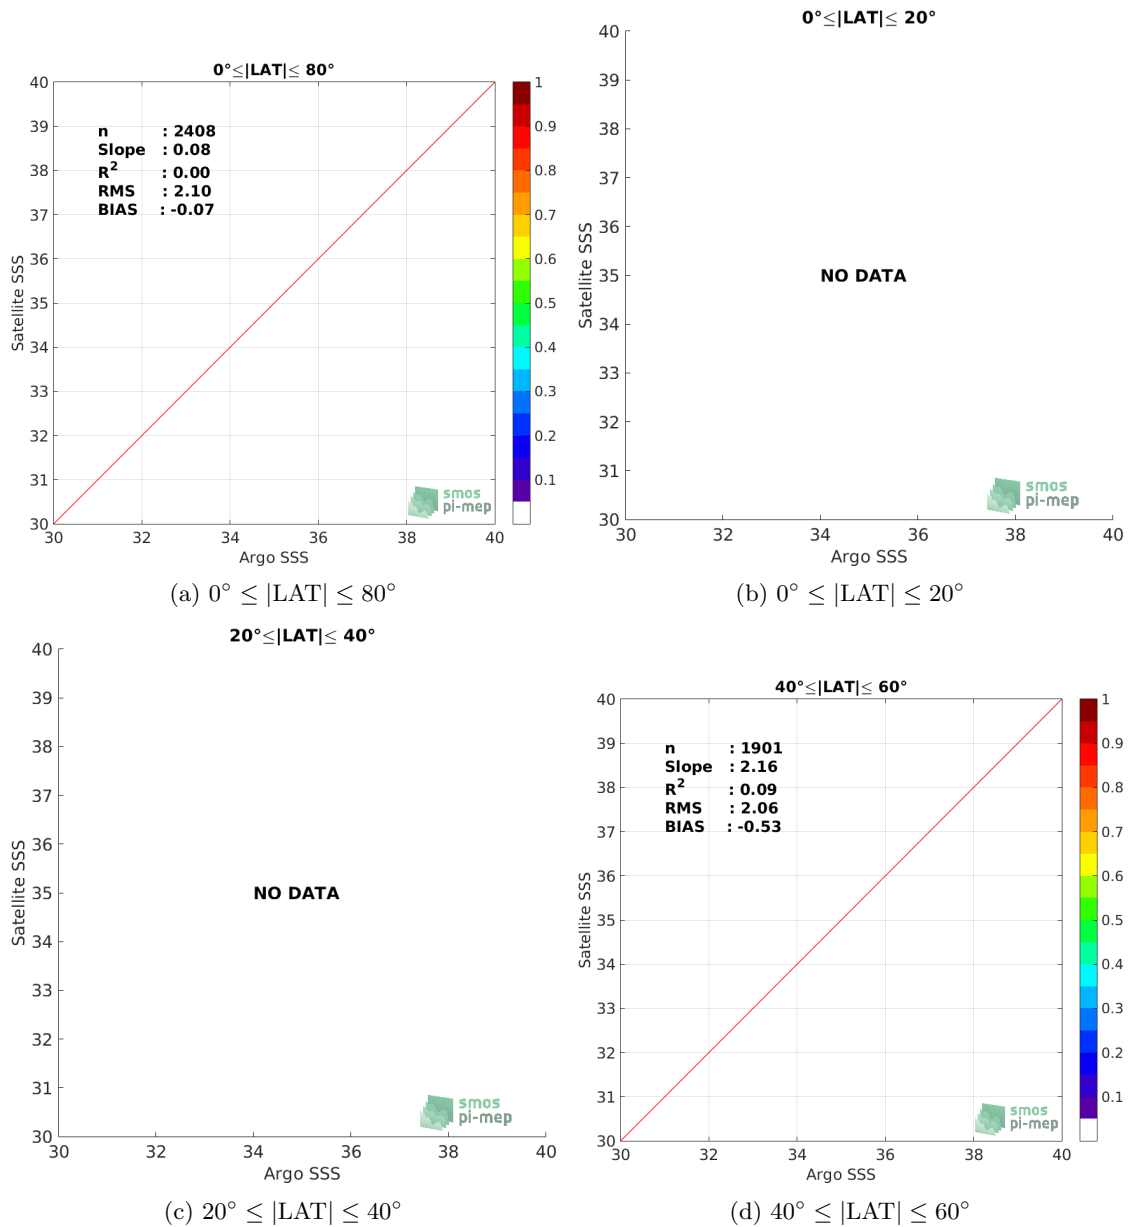 0°≤|LAT|≤ 80°
40
39
38
37
36
35
34
33
32
31
30
n : 2408
Slope : 0.08
R² : 0.00
RMS : 2.10
BIAS : -0.07
Satellite SSS
smos
pi-mep
30 32 34 36 38 40
Argo SSS
1
0.9
0.8
0.7
0.6
0.5
0.4
0.3
0.2
0.1
(a) 0° ≤ |LAT| ≤ 80°
0°≤|LAT|≤ 20°
40
39
38
37
36
35
34
33
32
31
30
Satellite SSS
NO DATA
smos
pi-mep
30 32 34 36 38 40
Argo SSS
(b) 0° ≤ |LAT| ≤ 20°
20°≤|LAT|≤ 40°
40
39
38
37
36
35
34
33
32
31
30
Satellite SSS
NO DATA
smos
pi-mep
30 32 34 36 38 40
Argo SSS
(c) 20° ≤ |LAT| ≤ 40°
40°≤|LAT|≤ 60°
40
39
38
37
36
35
34
33
32
31
30
n : 1901
Slope : 2.16
R² : 0.09
RMS : 2.06
BIAS : -0.53
Satellite SSS
smos
pi-mep
30 32 34 36 38 40
Argo SSS
1
0.9
0.8
0.7
0.6
0.5
0.4
0.3
0.2
0.1
(d) 40° ≤ |LAT| ≤ 60°